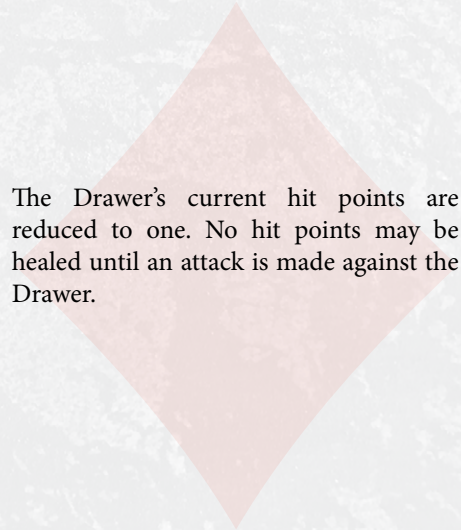 The Drawer’s current hit points are
reduced to one. No hit points may be
healed until an attack is made against the
Drawer.